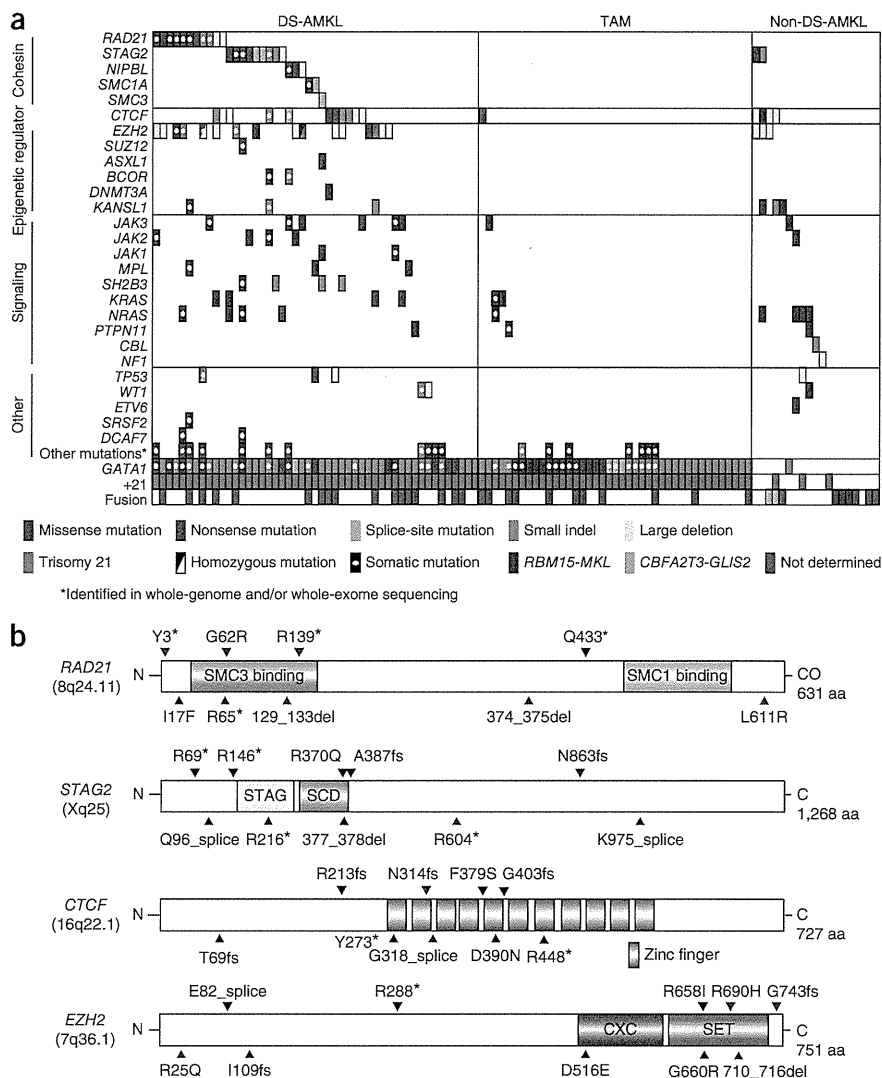 a
DS-AMKL TAM Non-DS-AMKL
Cohesin
RAD21
STAG2
NIPBL
SMC1A
SMC3
CTCF
Epigenetic regulator
EZH2
SUZ12
ASXL1
BCOR
DNMT3A
KANSL1
Signaling
JAK3
JAK2
JAK1
MPL
SH2B3
KRAS
NRAS
PTPN11
CBL
NF1
Other
TP53
WT1
ETV6
SRSF2
DCAF7
Other mutations*
GATA1
+21
Fusion
Missense mutation Nonsense mutation Splice-site mutation Small indel Large deletion
Trisomy 21 Homozygous mutation Somatic mutation RBM15-MKL CBFA2T3-GLIS2 Not determined
*Identified in whole-genome and/or whole-exome sequencing
b
Y3* G62R R139* Q433*
RAD21 N SMC3 binding SMC1 binding CO
(8q24.11) 631 aa
I17F R65* 129_133del 374_375del L611R
R69* R146* R370Q A387fs N863fs
STAG2 N STAG SCD C
(Xq25) 1,268 aa
Q96_splice R216* 377_378del R604* K975_splice
R213fs N314fs F379S G403fs
CTCF N C
(16q22.1) 727 aa
T69fs Y273* G318_splice D390N R448* Zinc finger
E82_splice R288* R658I R690H G743fs
EZH2 N CXC SET C
(7q36.1) 751 aa
R25Q I109fs D516E G660R 710_716del